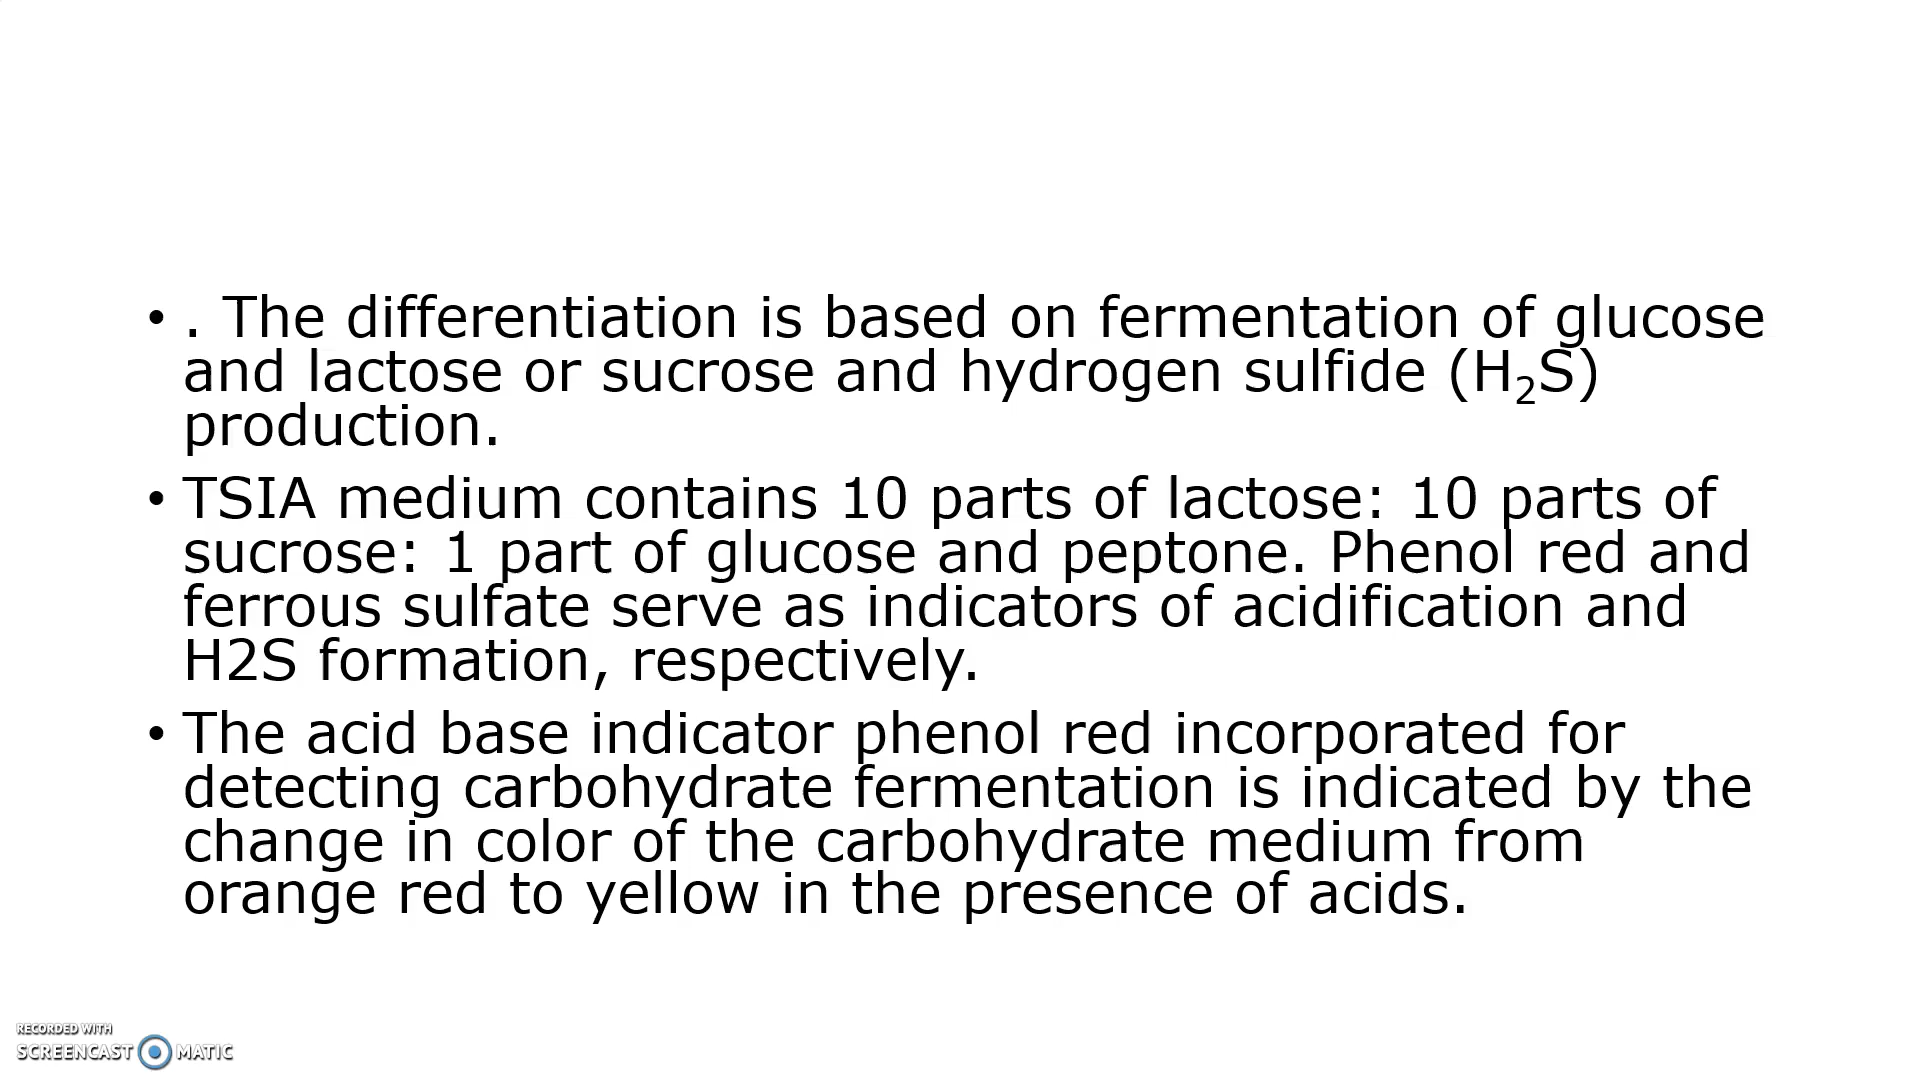 • . The differentiation is based on fermentation of glucose
and lactose or sucrose and hydrogen sulfide (H₂S)
production.
• TSIA medium contains 10 parts of lactose: 10 parts of
sucrose: 1 part of glucose and peptone. Phenol red and
ferrous sulfate serve as indicators of acidification and
H2S formation, respectively.
• The acid base indicator phenol red incorporated for
detecting carbohydrate fermentation is indicated by the
change in color of the carbohydrate medium from
orange red to yellow in the presence of acids.
RECORDED WITH
SCREENCAST MATIC